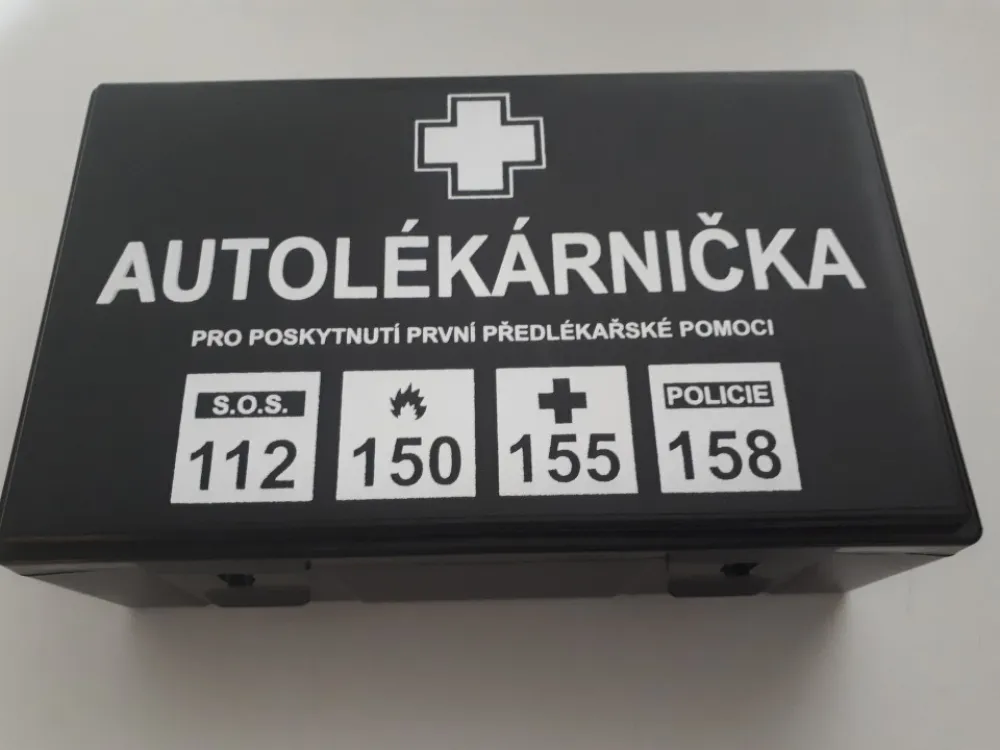 AUTOLÉKÁRNIČKA
PRO POSKYTNUTÍ PRVNÍ PŘEDLÉKAŘSKÉ POMOCI
S.O.S.
112
150
155
POLICIE
158